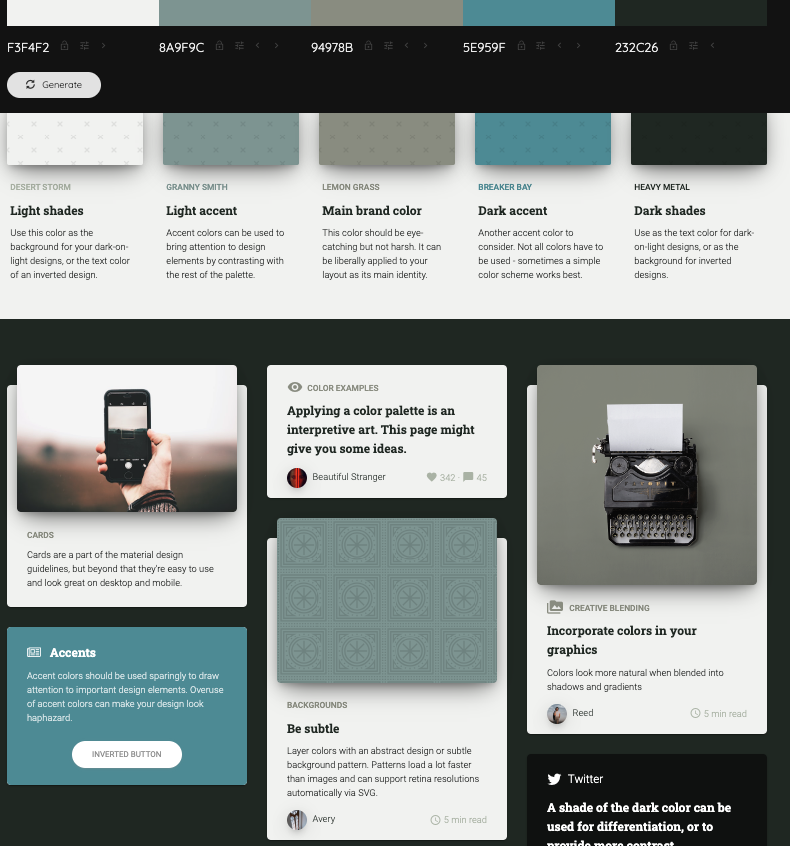 F3F4F2
8A9F9C
94978B
5E959F
232C26
Generate
DESERT STORM
Light shades
Use this color as the
background for your dark-on-
light designs, or the text color
of an inverted design.
GRANNY SMITH
Light accent
Accent colors can be used to
bring attention to design
elements by contrasting with
the rest of the palette.
LEMON GRASS
Main brand color
This color should be eye-
catching but not harsh. It can
be liberally applied to your
layout as its main identity.
BREAKER BAY
Dark accent
Another accent color to
consider. Not all colors have to
be used - sometimes a simple
color scheme works best.
HEAVY METAL
Dark shades
Use as the text color for dark-
on-light designs, or as the
background for inverted
designs.
CARDS
Cards are a part of the material design
guidelines, but beyond that they're easy to use
and look great on desktop and mobile.
Accents
Accent colors should be used sparingly to draw
attention to important design elements. Overuse
of accent colors can make your design look
haphazard.
INVERTED BUTTON
COLOR EXAMPLES
Applying a color palette is an
interpretive art. This page might
give you some ideas.
Beautiful Stranger
342 · 45
BACKGROUNDS
Be subtle
Layer colors with an abstract design or subtle
background pattern. Patterns load a lot faster
than images and can support retina resolutions
automatically via SVG.
Avery
5 min read
CREATIVE BLENDING
Incorporate colors in your
graphics
Colors look more natural when blended into
shadows and gradients
Reed
5 min read
Twitter
A shade of the dark color can be
used for differentiation, or to
provide more contrast